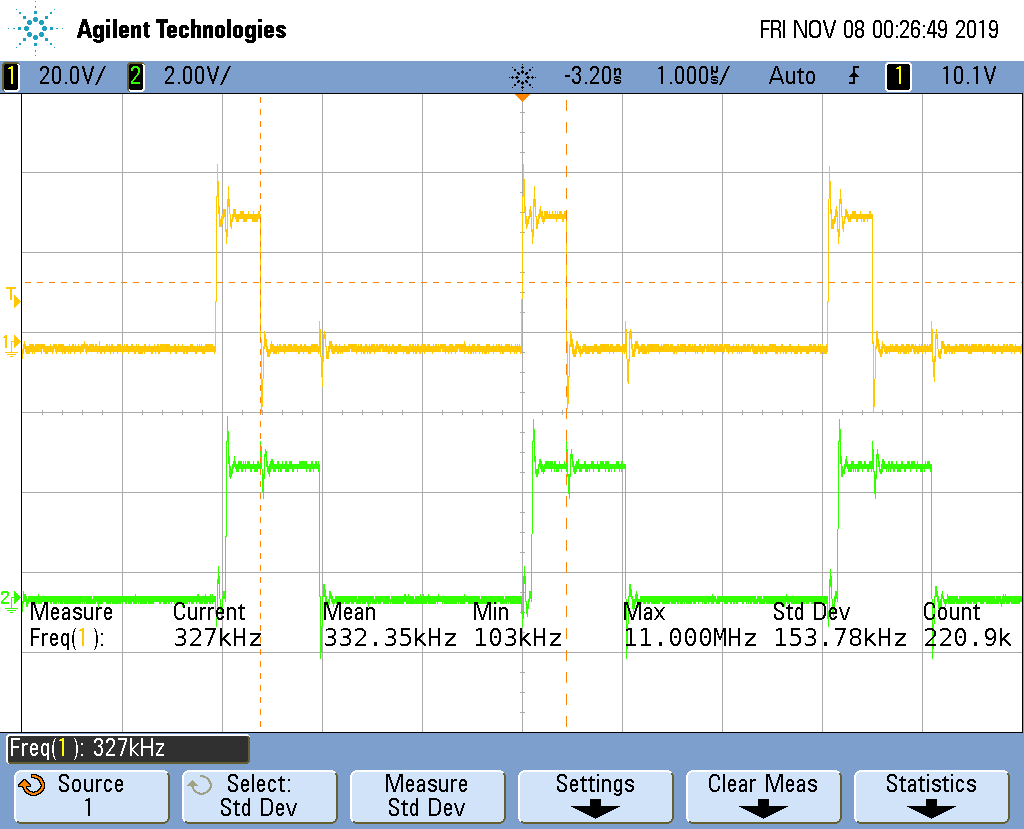 Agilent Technologies FRI NOV 08 00:26:49 2019
1 20.0V/ 2 2.00V/ -3.20ns 1.000us/ Auto 1 10.1V
T
1
2
Measure Current Mean Min Max Std Dev Count
Freq(1): 327kHz 332.35kHz 103kHz 11.000MHz 153.78kHz 220.9k
Freq(1): 327kHz
Source Select: Measure Settings Clear Meas Statistics
1 Std Dev Std Dev